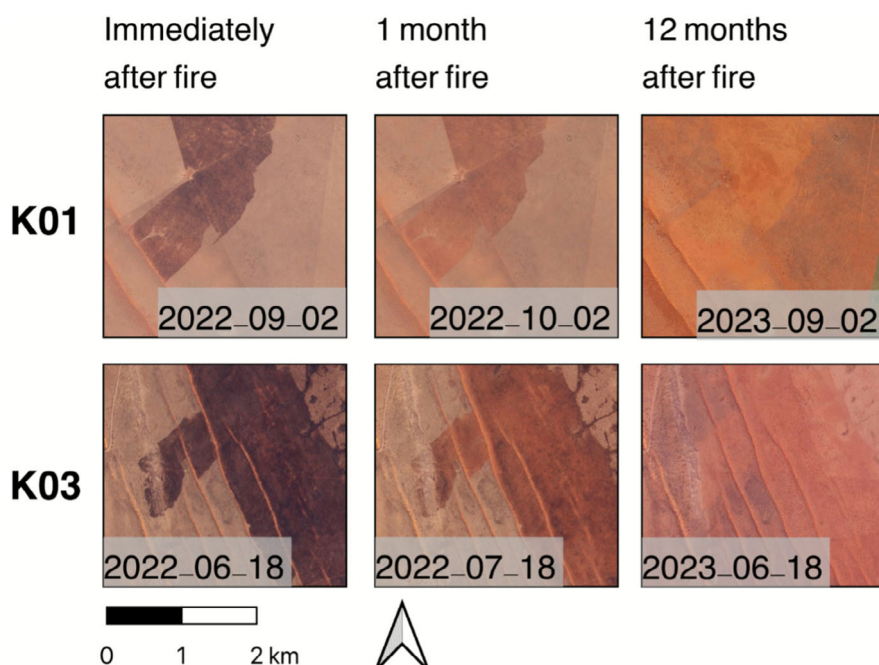 Immediately
after fire
1 month
after fire
12 months
after fire
K01
2022_09_02
2022_10_02
2023_09_02
K03
2022_06_18
2022_07_18
2023_06_18
0 1 2 km